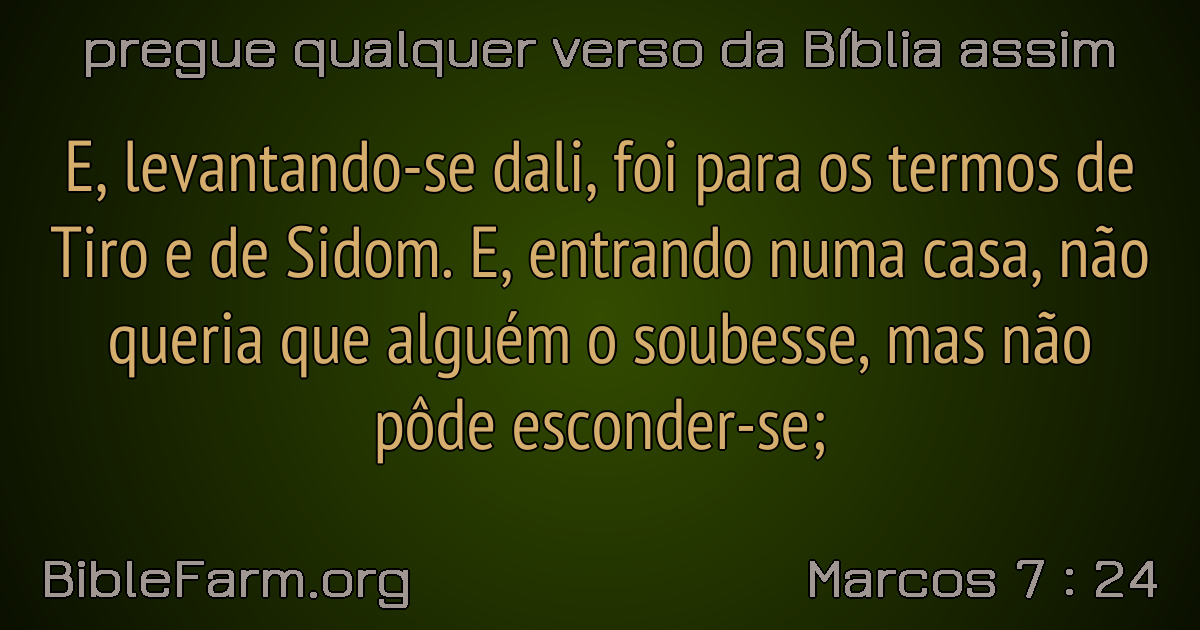 pregue qualquer verso da Bíblia assim
E, levantando-se dali, foi para os termos de
Tiro e de Sidom. E, entrando numa casa, não
queria que alguém o soubesse, mas não
pôde esconder-se;
BibleFarm.org
Marcos 7 : 24